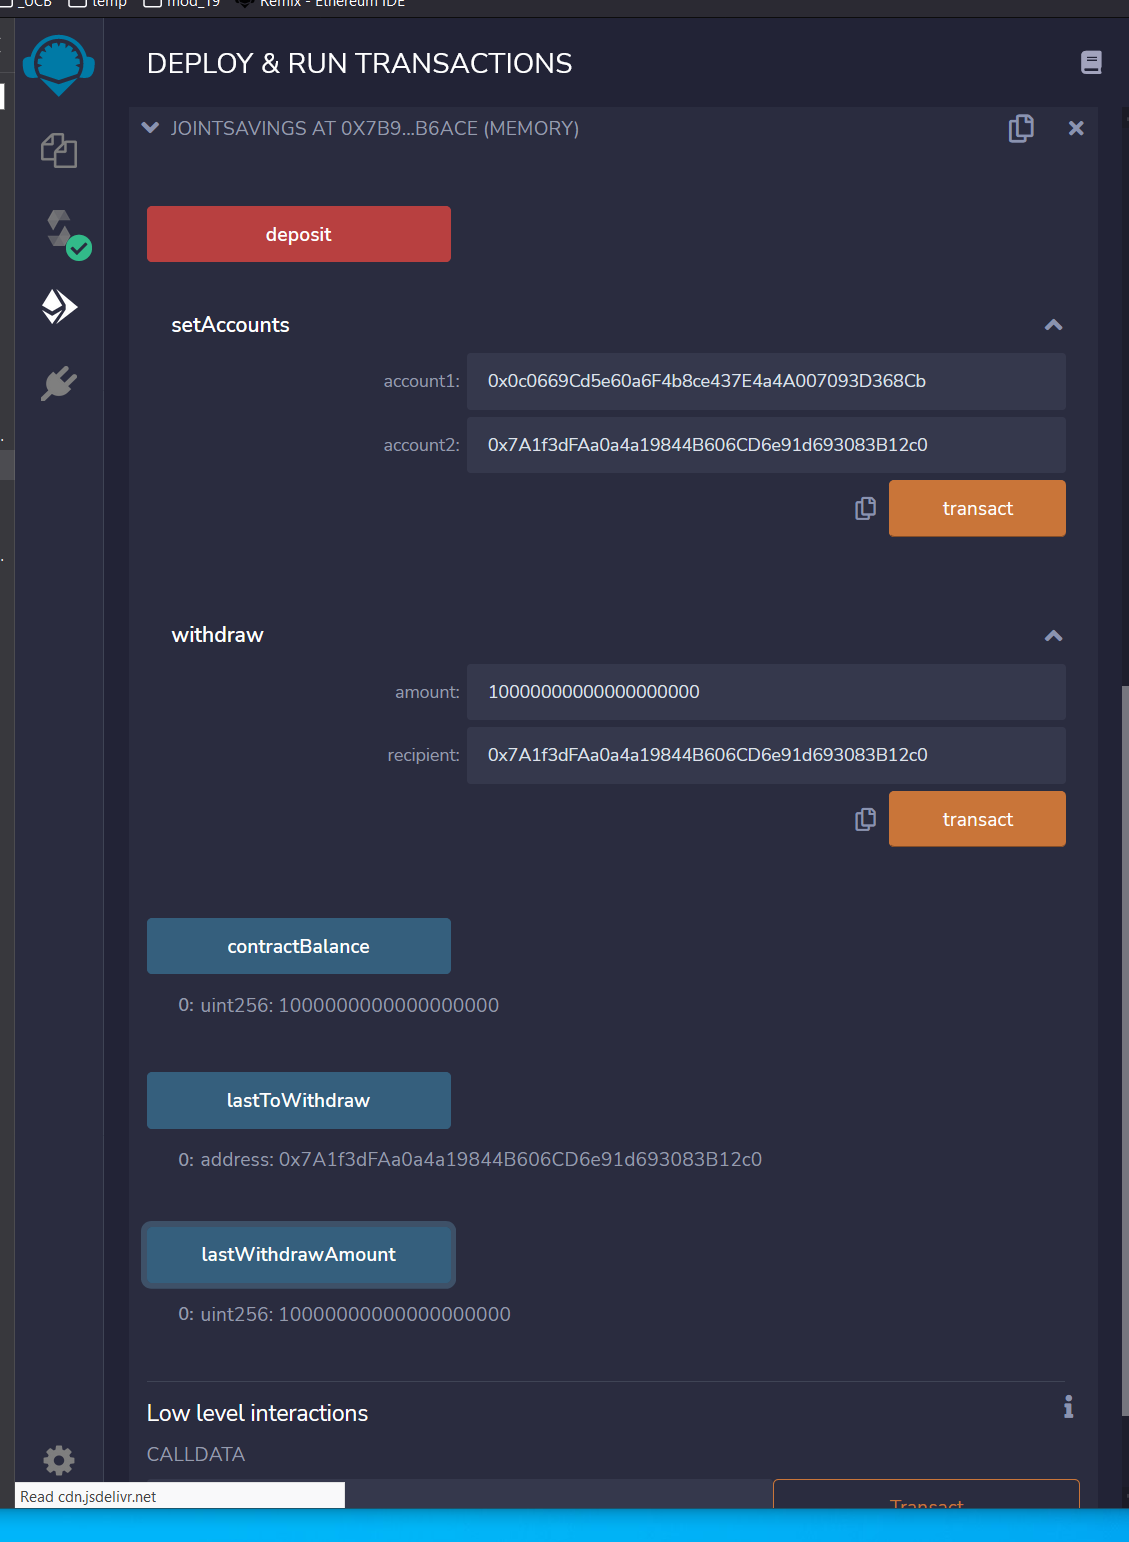 _UCB temp mod_19 Remix - Ethereum IDE
DEPLOY & RUN TRANSACTIONS
JOINTSAVINGS AT 0X7B9...B6ACE (MEMORY)
deposit
setAccounts
account1: 0x0c0669Cd5e60a6F4b8ce437E4a4A007093D368Cb
account2: 0x7A1f3dFAa0a4a19844B606CD6e91d693083B12c0
transact
withdraw
amount: 10000000000000000000
recipient: 0x7A1f3dFAa0a4a19844B606CD6e91d693083B12c0
transact
contractBalance
0: uint256: 1000000000000000000
lastToWithdraw
0: address: 0x7A1f3dFAa0a4a19844B606CD6e91d693083B12c0
lastWithdrawAmount
0: uint256: 10000000000000000000
Low level interactions
CALLDATA
Transact
Read cdn.jsdelivr.net